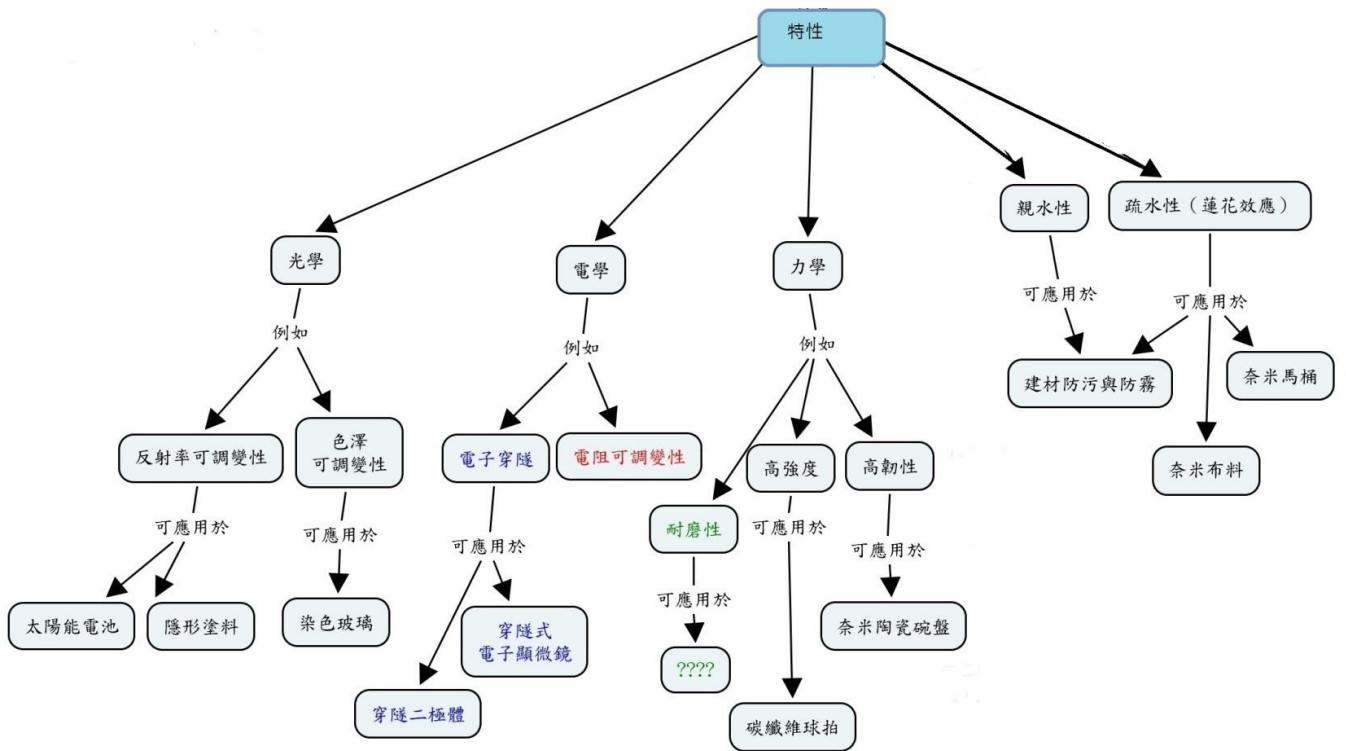 特性
親水性
疏水性（蓮花效應）
光學
電學
力學
可應用於
可應用於
例如
例如
例如
建材防污與防霧
奈米馬桶
反射率可調變性
色澤
可調變性
電子穿隧
電阻可調變性
高強度
高韌性
奈米布料
耐磨性
可應用於
可應用於
可應用於
可應用於
可應用於
可應用於
太陽能電池
隱形塗料
染色玻璃
穿隧式
電子顯微鏡
奈米陶瓷碗盤
????
穿隧二極體
碳纖維球拍